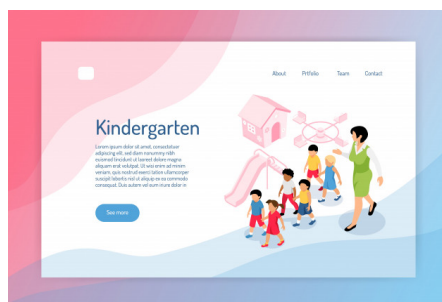 About Prtfolio Team Contact
Kindergarten
Lorem ipsum dolor sit amet, consectetuer
adipiscing elit, sed diam nonummy nibh
euismod tincidunt ut laoreet dolore magna
aliquam erat volutpat. Ut wisi enim ad minim
veniam, quis nostrud exerci tation ullamcorper
suscipit lobortis nisl ut aliquip ex ea commodo
consequat. Duis autem vel eum iriure dolor in
See more